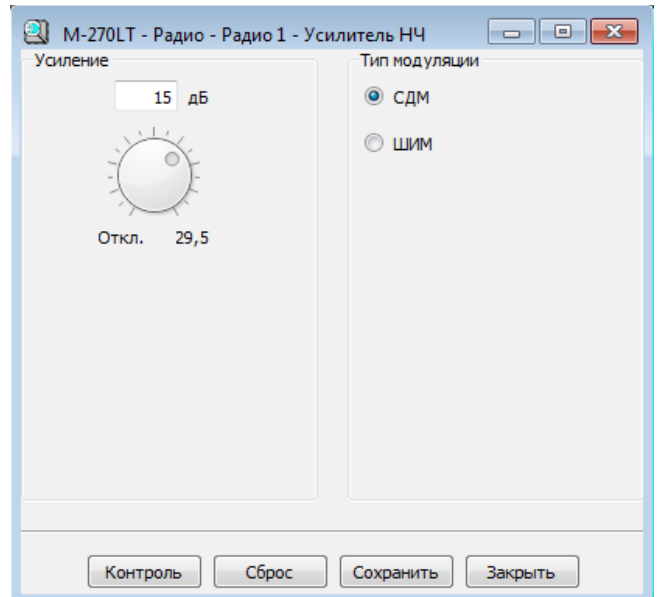 M-270LT - Радио - Радио 1 - Усилитель НЧ
Усиление
15 дБ
Откл. 29,5
Тип модуляции
СДМ
ШИМ
Контроль Сброс Сохранить Закрыть